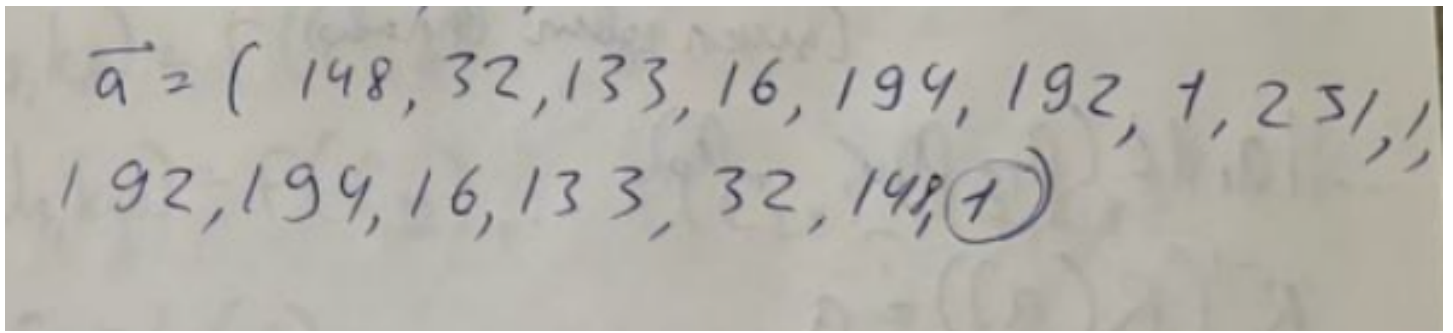 a⃗ = ( 148, 32, 133, 16, 194, 192, 1, 251, 1,
192, 194, 16, 133, 32, 148, 1 )